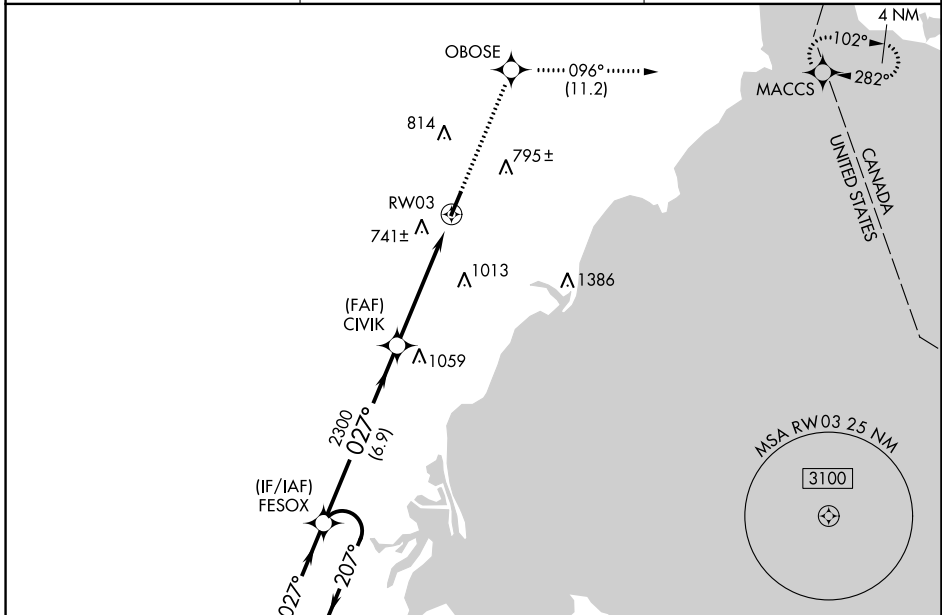 4 NM
OBOSE
096°
(11.2)
102°
282°
MACCS
814
795±
CANADA
UNITED STATES
RW03
741±
1013
1386
(FAF)
CIVIK
1059
2300
027°
(6.9)
MSA RW03 25 NM
3100
(IF/IAF)
FESOX
027°
207°